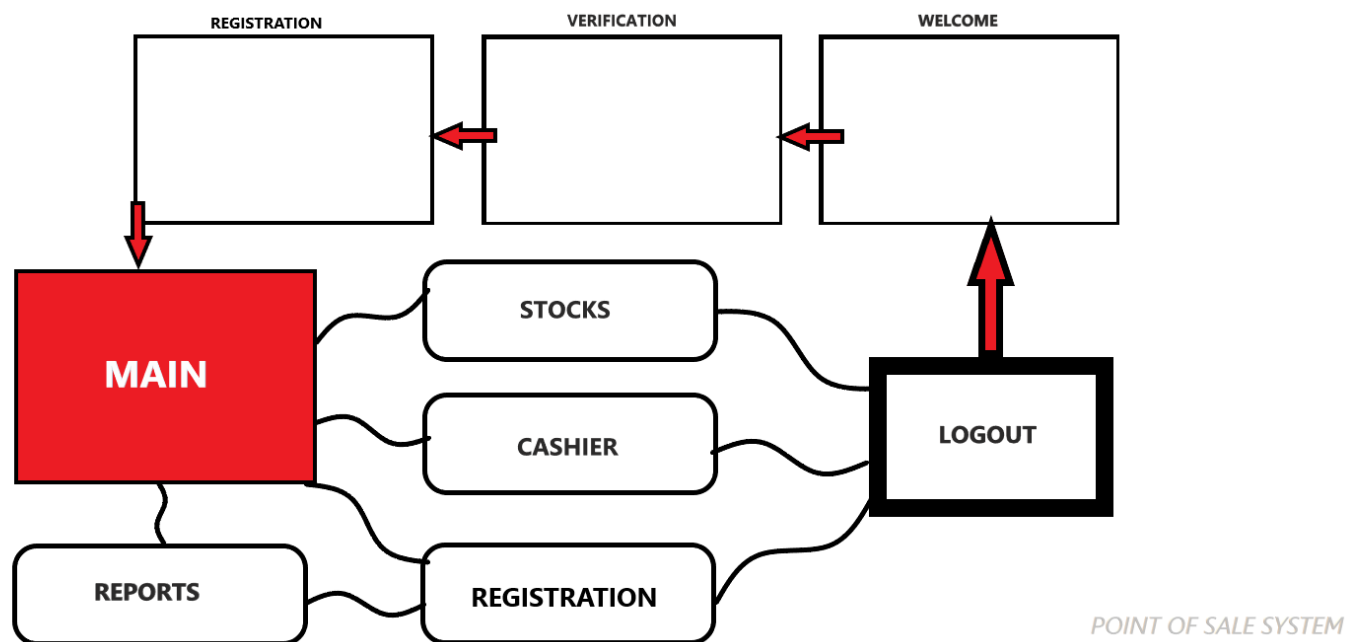 REGISTRATION
VERIFICATION
WELCOME
STOCKS
MAIN
CASHIER
LOGOUT
REPORTS
REGISTRATION
POINT OF SALE SYSTEM